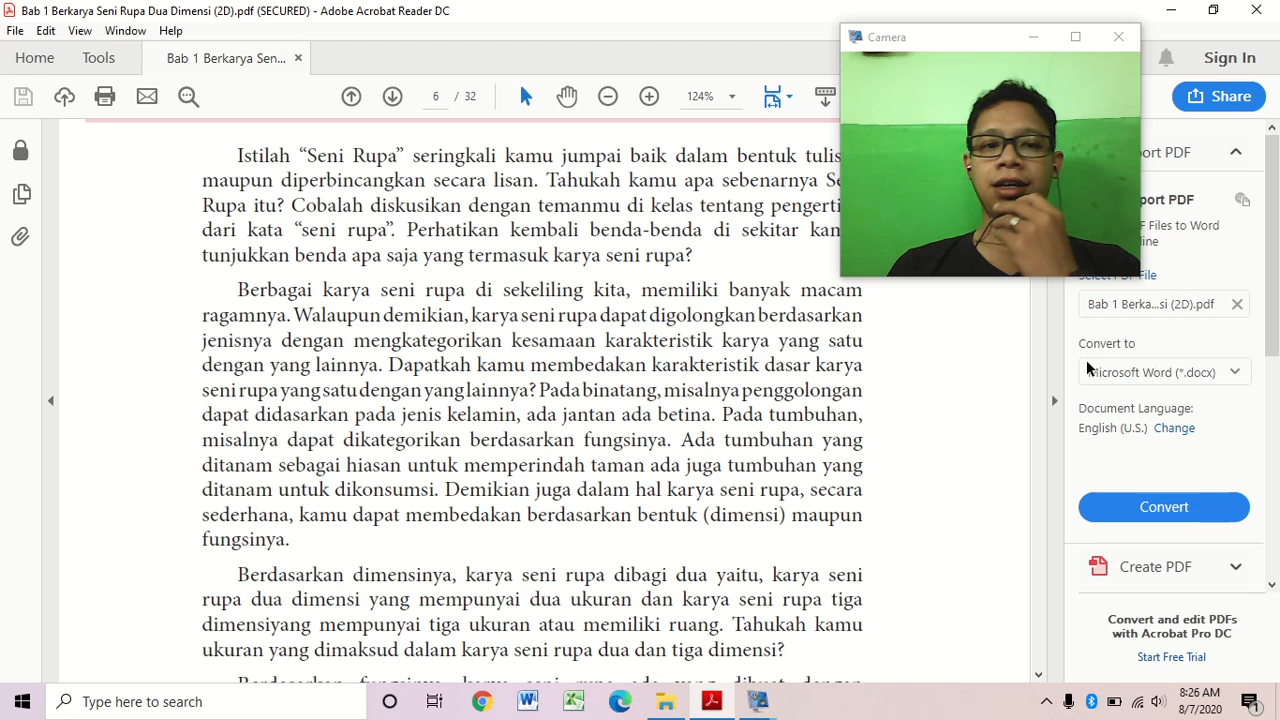 Bab 1 Berkarya Seni Rupa Dua Dimensi (2D).pdf (SECURED) - Adobe Acrobat Reader DC
File Edit View Window Help
Home Tools Bab 1 Berkarya Sen... Sign In
6 / 32 124% Share
Camera
Istilah “Seni Rupa” seringkali kamu jumpai baik dalam bentuk
maupun diperbincangkan secara lisan. Tahukah kamu apa sebenarnya
Rupa itu? Cobalah diskusikan dengan temanmu di kelas tentang
dari kata “seni rupa”. Perhatikan kembali benda-benda di sekitar
tunjukkan benda apa saja yang termasuk karya seni rupa?
Berbagai karya seni rupa di sekeliling kita, memiliki banyak macam
ragamnya. Walaupun demikian, karya seni rupa dapat digolongkan berdasarkan
jenisnya dengan mengkategorikan kesamaan karakteristik karya yang satu
dengan yang lainnya. Dapatkah kamu membedakan karakteristik dasar karya
seni rupa yang satu dengan yang lainnya? Pada binatang, misalnya penggolongan
dapat didasarkan pada jenis kelamin, ada jantan ada betina. Pada tumbuhan,
misalnya dapat dikategorikan berdasarkan fungsinya. Ada tumbuhan yang
ditanam sebagai hiasan untuk memperindah taman ada juga tumbuhan yang
ditanam untuk dikonsumsi. Demikian juga dalam hal karya seni rupa, secara
sederhana, kamu dapat membedakan berdasarkan bentuk (dimensi) maupun
fungsinya.
Berdasarkan dimensinya, karya seni rupa dibagi dua yaitu, karya seni
rupa dua dimensi yang mempunyai dua ukuran dan karya seni rupa tiga
dimensiyang mempunyai tiga ukuran atau memiliki ruang. Tahukah kamu
ukuran yang dimaksud dalam karya seni rupa dua dan tiga dimensi?
PDF
PDF
PDF Files to Word
Select PDF File
Bab 1 Berka...si (2D).pdf
Convert to
Microsoft Word (*.docx)
Document Language:
English (U.S.) Change
Convert
Create PDF
Convert and edit PDFs
with Acrobat Pro DC
Start Free Trial
Type here to search
8:26 AM
8/7/2020